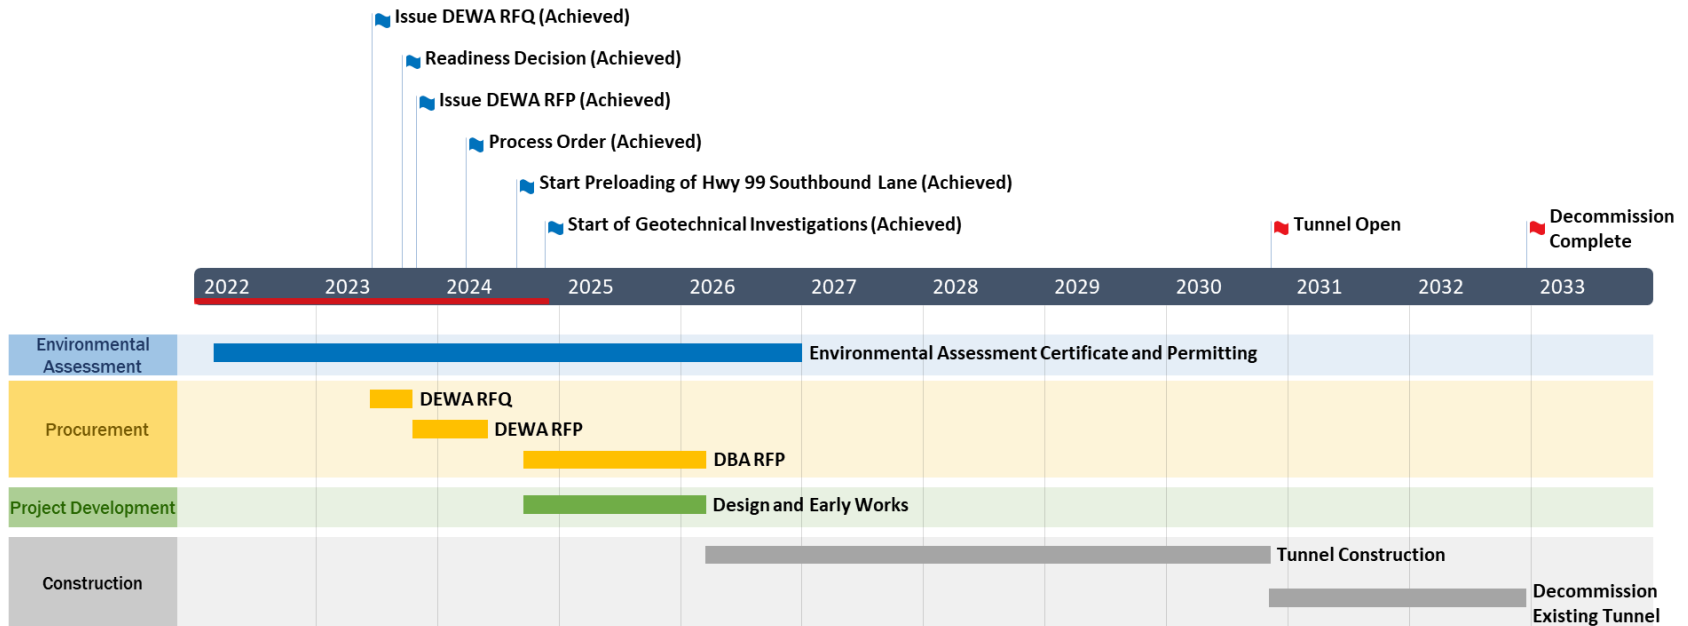 Issue DEWA RFQ (Achieved)
Readiness Decision (Achieved)
Issue DEWA RFP (Achieved)
Process Order (Achieved)
Start Preloading of Hwy 99 Southbound Lane (Achieved)
Start of Geotechnical Investigations (Achieved)
Tunnel Open
Decommission
Complete
2022 2023 2024 2025 2026 2027 2028 2029 2030 2031 2032 2033
Environmental
Assessment
Environmental Assessment Certificate and Permitting
Procurement
DEWA RFQ
DEWA RFP
DBA RFP
Project Development
Design and Early Works
Construction
Tunnel Construction
Decommission
Existing Tunnel